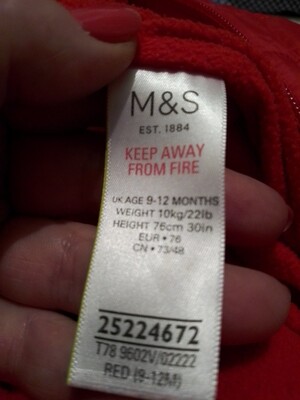 M&S
EST. 1884
KEEP AWAY
FROM FIRE
UK AGE 9-12 MONTHS
WEIGHT 10kg/22lb
HEIGHT 76cm 30in
EUR • 76
CN • 73/48
25224672
T78 9602V/02222
RED (9-12M)